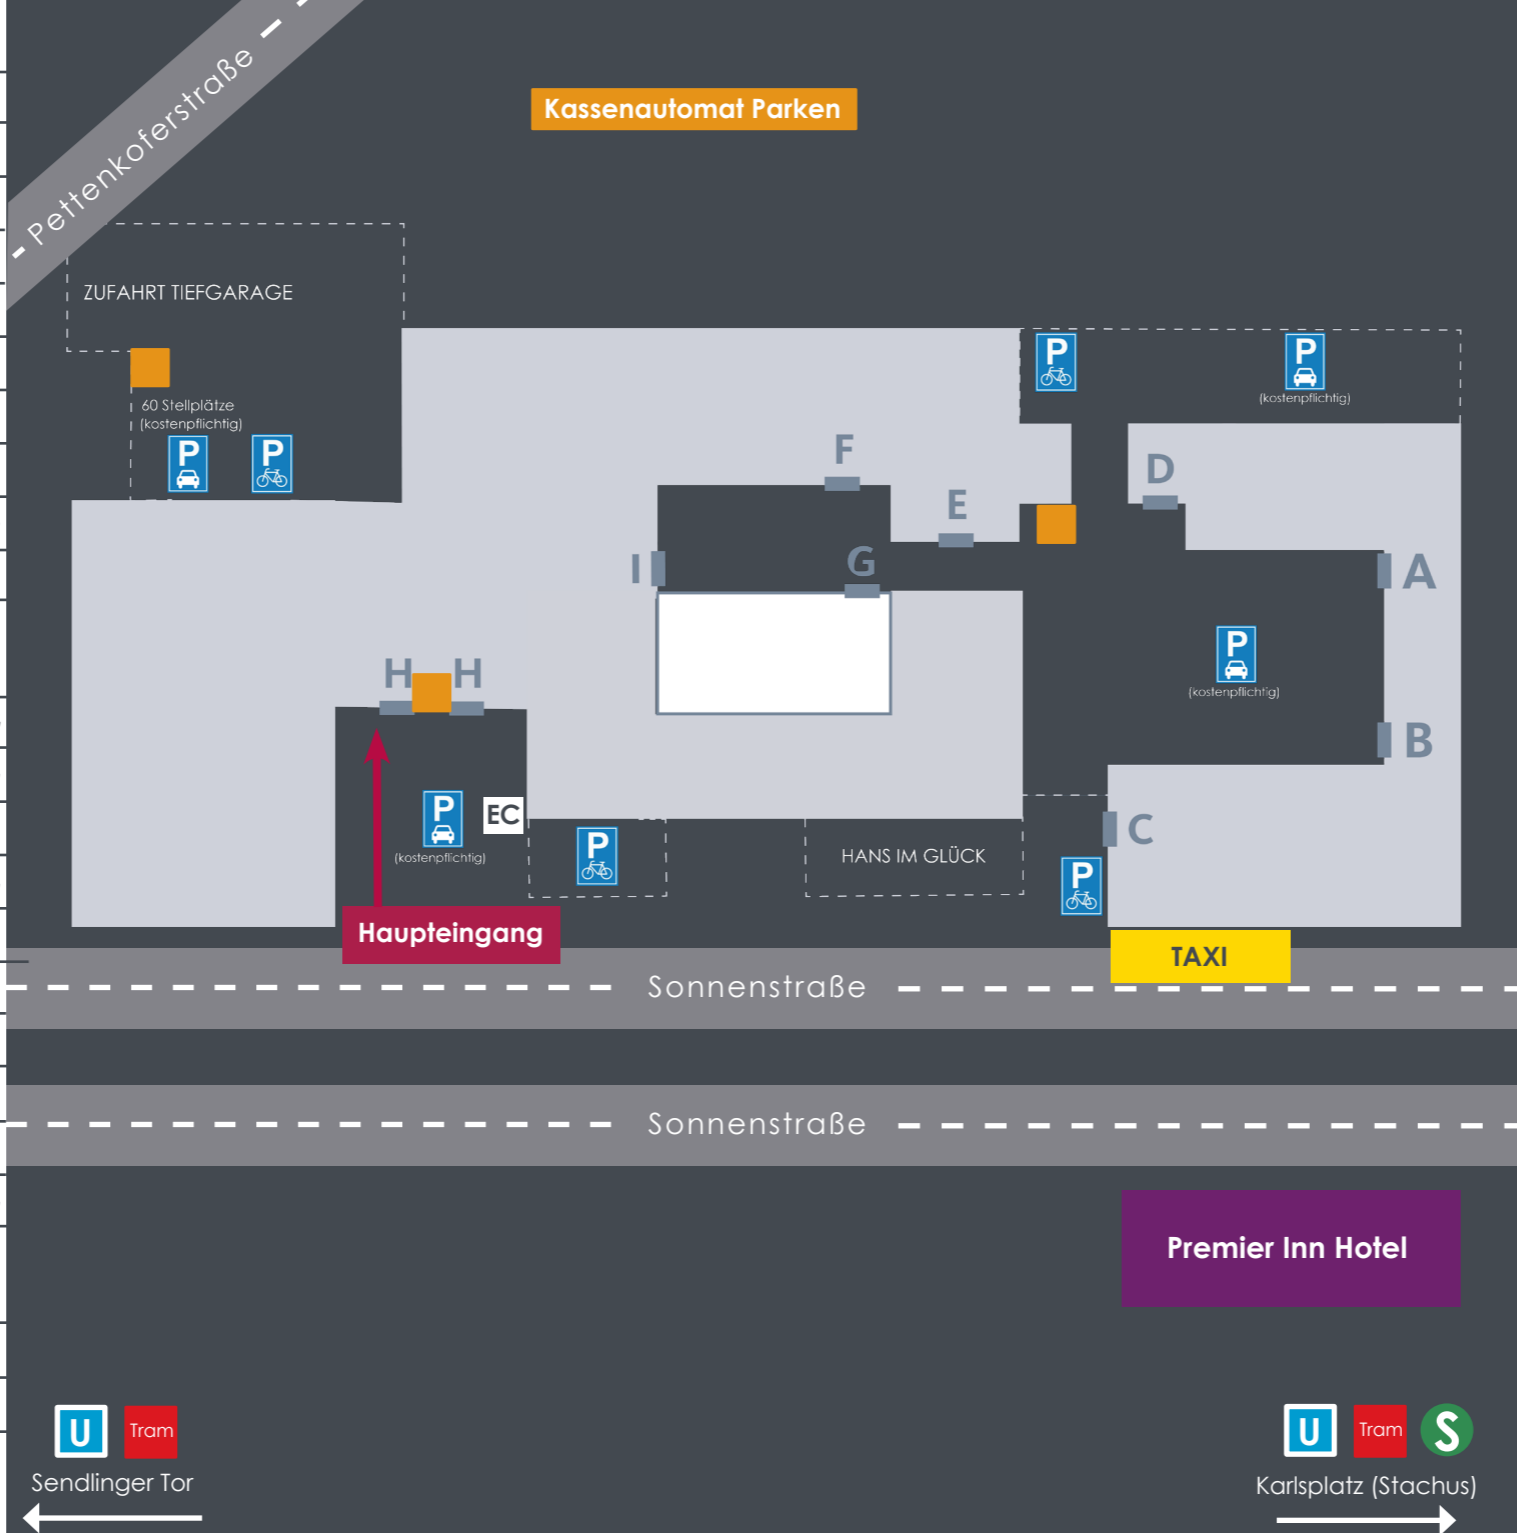 Pettenkoferstraße
Kassenautomat Parken
ZUFAHRT TIEFGARAGE
60 Stellplätze
(kostenpflichtig)
P
P
P
P
(kostenpflichtig)
F
D
E
I
G
A
H
H
P
(kostenpflichtig)
B
P
(kostenpflichtig)
EC
P
HANS IM GLÜCK
C
P
Haupteingang
TAXI
Sonnenstraße
Sonnenstraße
Premier Inn Hotel
U
Tram
Sendlinger Tor
U
Tram
S
Karlsplatz (Stachus)